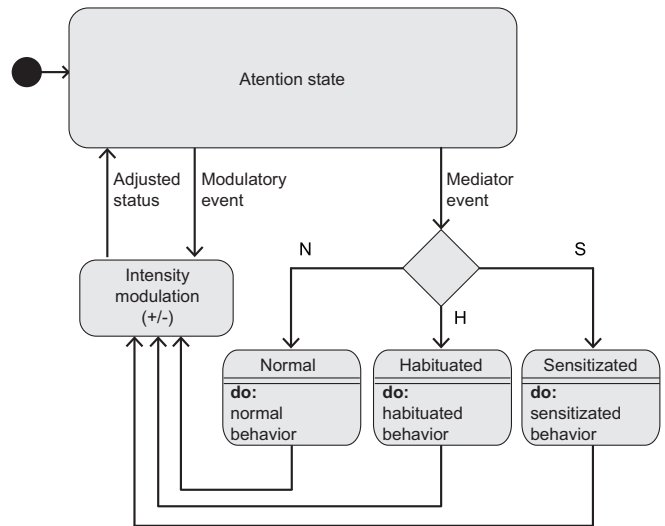 Atention state
Adjusted
status
Modulatory
event
Mediator
event
N
S
H
Intensity
modulation
(+/-)
Normal
do:
normal
behavior
Habituated
do:
habituated
behavior
Sensitizated
do:
sensitizated
behavior